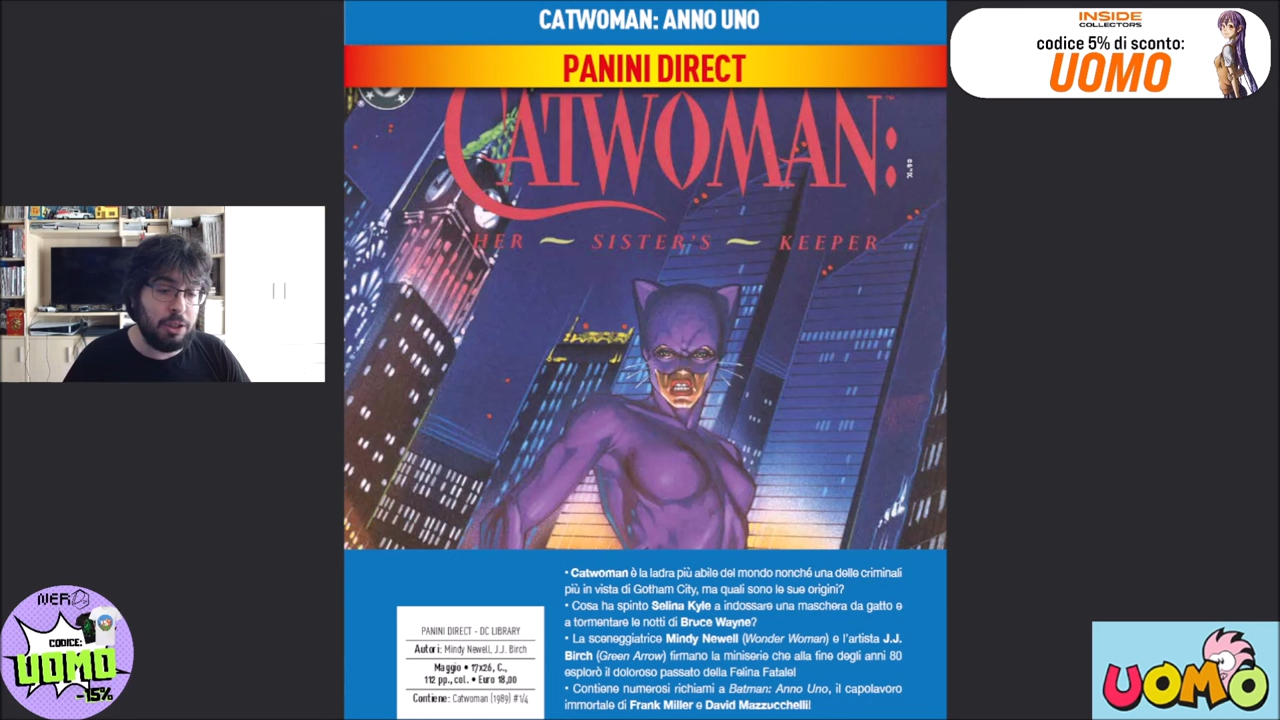 CATWOMAN: ANNO UNO
PANINI DIRECT
CATWOMAN:
HER ~ SISTER'S ~ KEEPER
INSIDE
COLLECTORS
codice 5% di sconto:
UOMO
• Catwoman è la ladra più abile del mondo nonché una delle criminali
più in vista di Gotham City, ma quali sono le sue origini?
• Cosa ha spinto Selina Kyle a indossare una maschera da gatto e
a tormentare le notti di Bruce Wayne?
• La sceneggiatrice Mindy Newell (Wonder Woman) e l'artista J.J.
Birch (Green Arrow) firmano la miniserie che alla fine degli anni 80
esplorò il doloroso passato della Felina Fatale!
• Contiene numerosi richiami a Batman: Anno Uno, il capolavoro
immortale di Frank Miller e David Mazzucchelli!
PANINI DIRECT - DC LIBRARY
Autori: Mindy Newell, J.J. Birch
Maggio • 17x26, C.,
112 pp., col. • Euro 18,00
Contiene: Catwoman (1989) #1/4
NERD
CODICE:
UOMO
-15%
UOMO